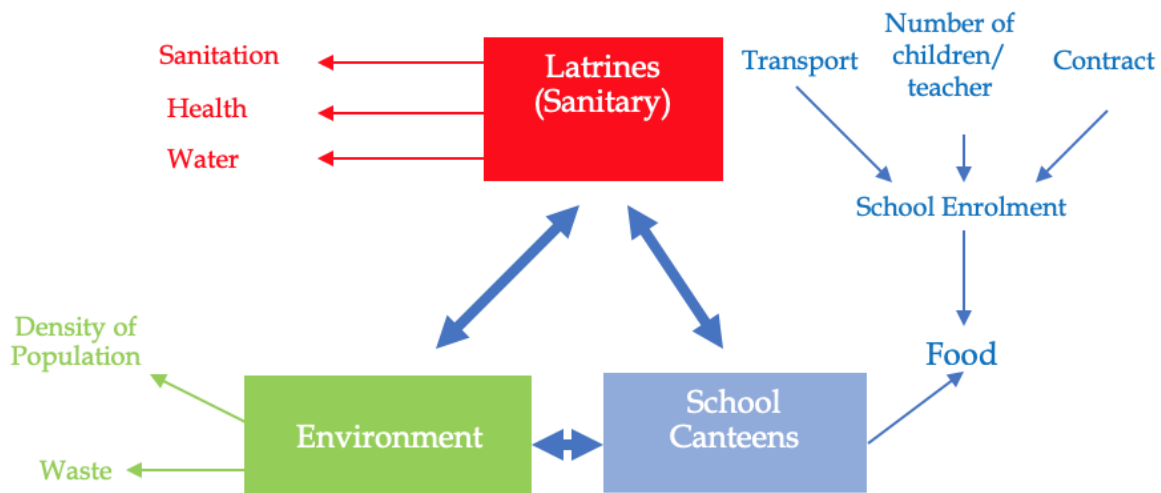 Sanitation
Health
Water
Latrines
(Sanitary)
Transport
Number of
children/
teacher
Contract
School Enrolment
Food
Density of
Population
Waste
Environment
School
Canteens